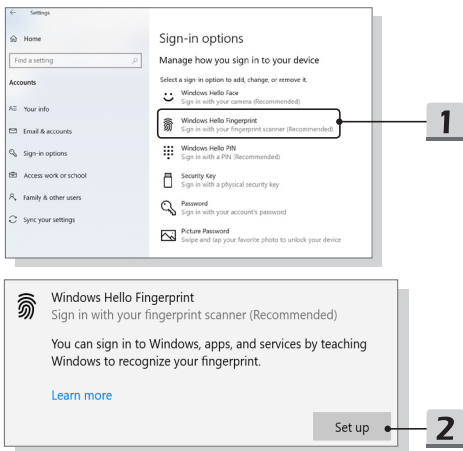 Settings
Home
Sign-in options
Find a setting
Manage how you sign in to your device
Accounts
Select a sign-in option to add, change, or remove it.
Windows Hello Face
Sign in with your camera (Recommended)
Your info
Windows Hello Fingerprint
Sign in with your fingerprint scanner (Recommended)
1
Email & accounts
Sign-in options
Windows Hello PIN
Sign in with a PIN (Recommended)
Access work or school
Security Key
Sign in with a physical security key
Family & other users
Password
Sign in with your account's password
Sync your settings
Picture Password
Swipe and tap your favorite photo to unlock your device
Windows Hello Fingerprint
Sign in with your fingerprint scanner (Recommended)
You can sign in to Windows, apps, and services by teaching
Windows to recognize your fingerprint.
Learn more
Set up
2